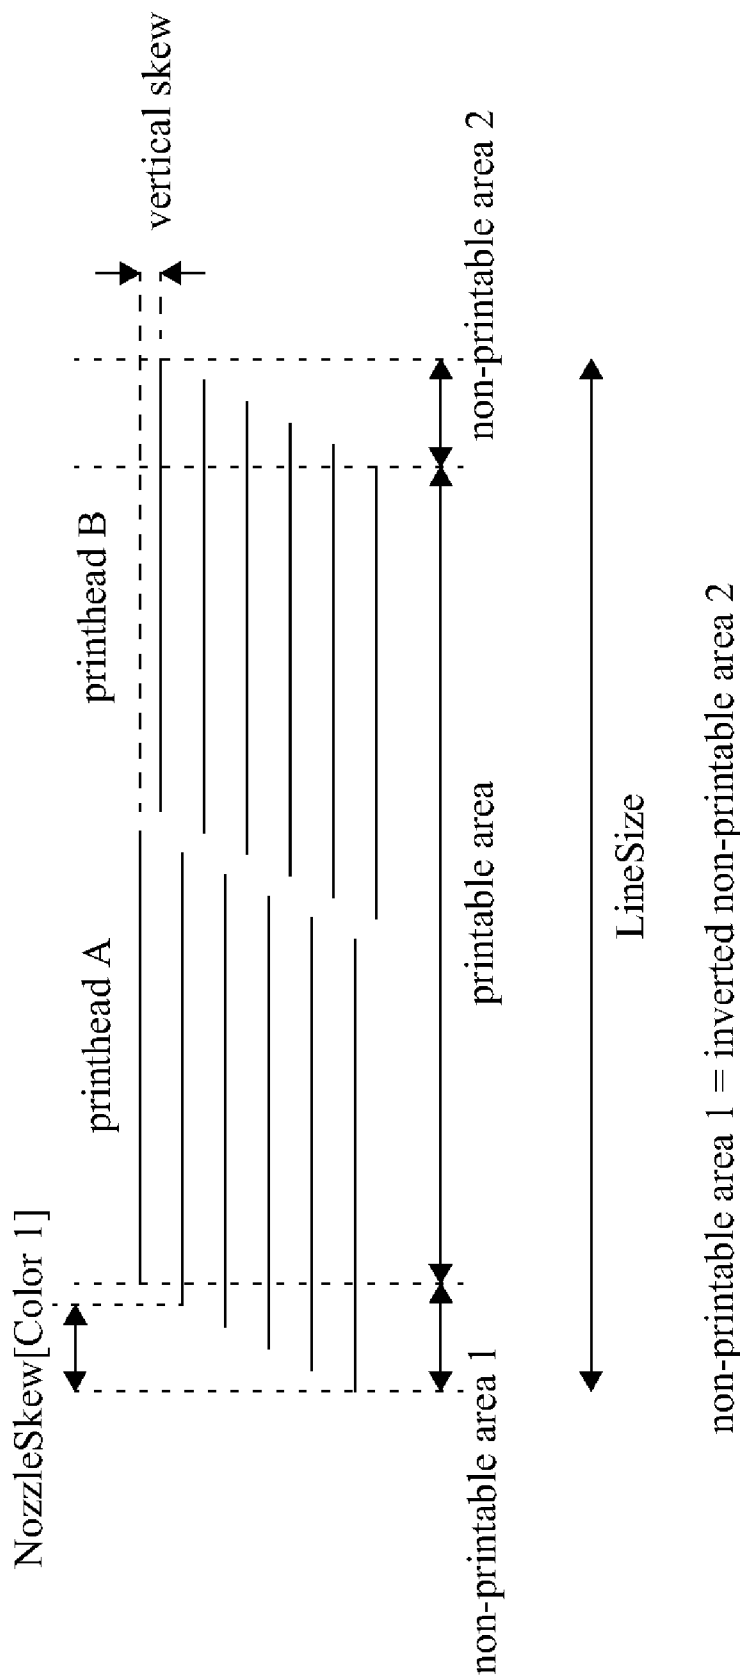 NozzleSkew[Color 1]
printhead A
printhead B
vertical skew
non-printable area 1
printable area
non-printable area 2
LineSize
non-printable area 1 = inverted non-printable area 2